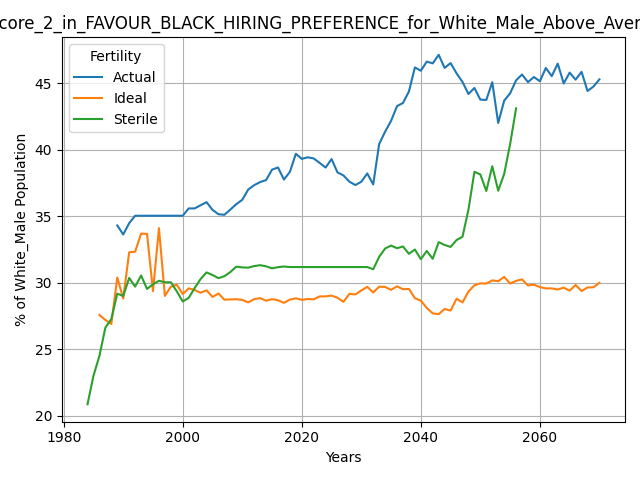 core_2_in_FAVOUR_BLACK_HIRING_PREFERENCE_for_White_Male_Above_Aver
Fertility
Actual
Ideal
Sterile
% of White_Male Population
45
40
35
30
25
20
1980
2000
2020
2040
2060
Years